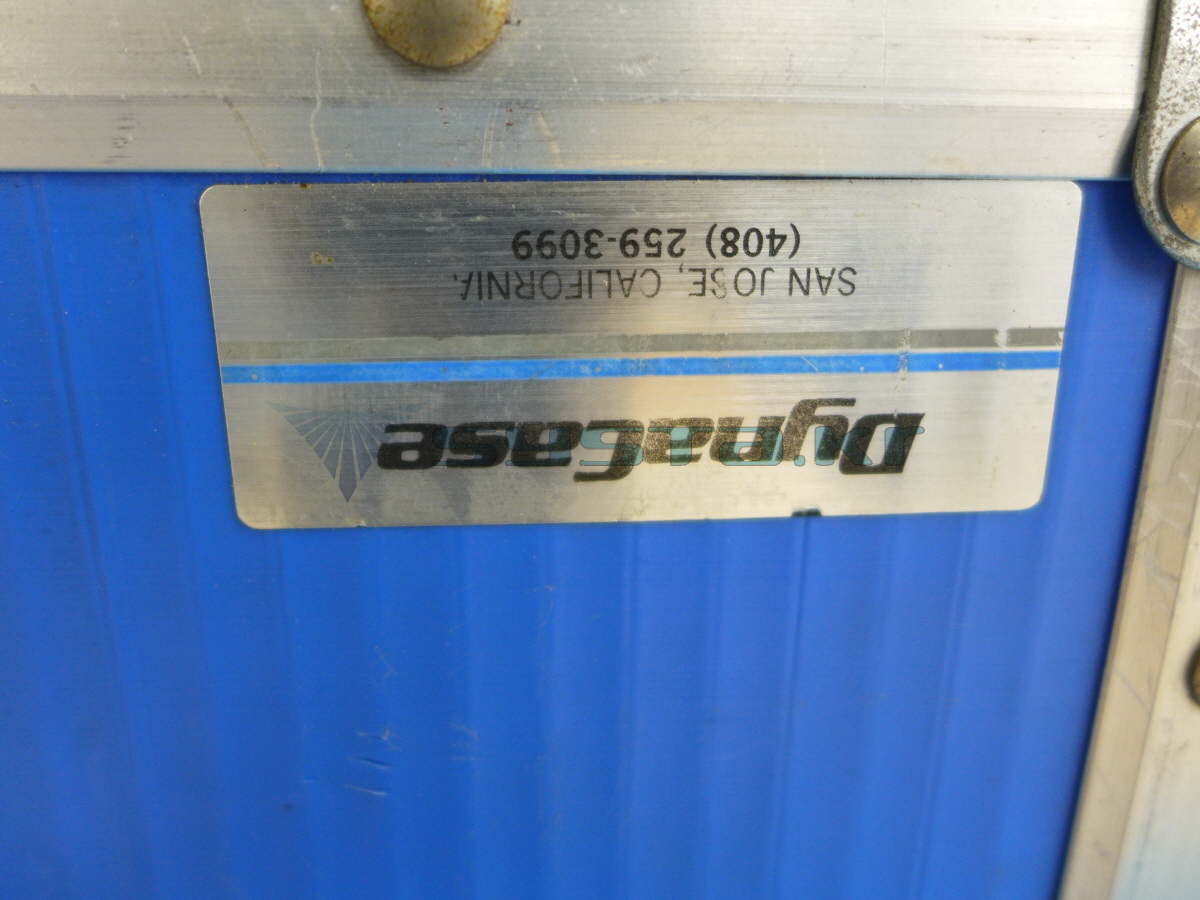 DynaCase
SAN JOSE, CALIFORNIA
(408) 259-3099